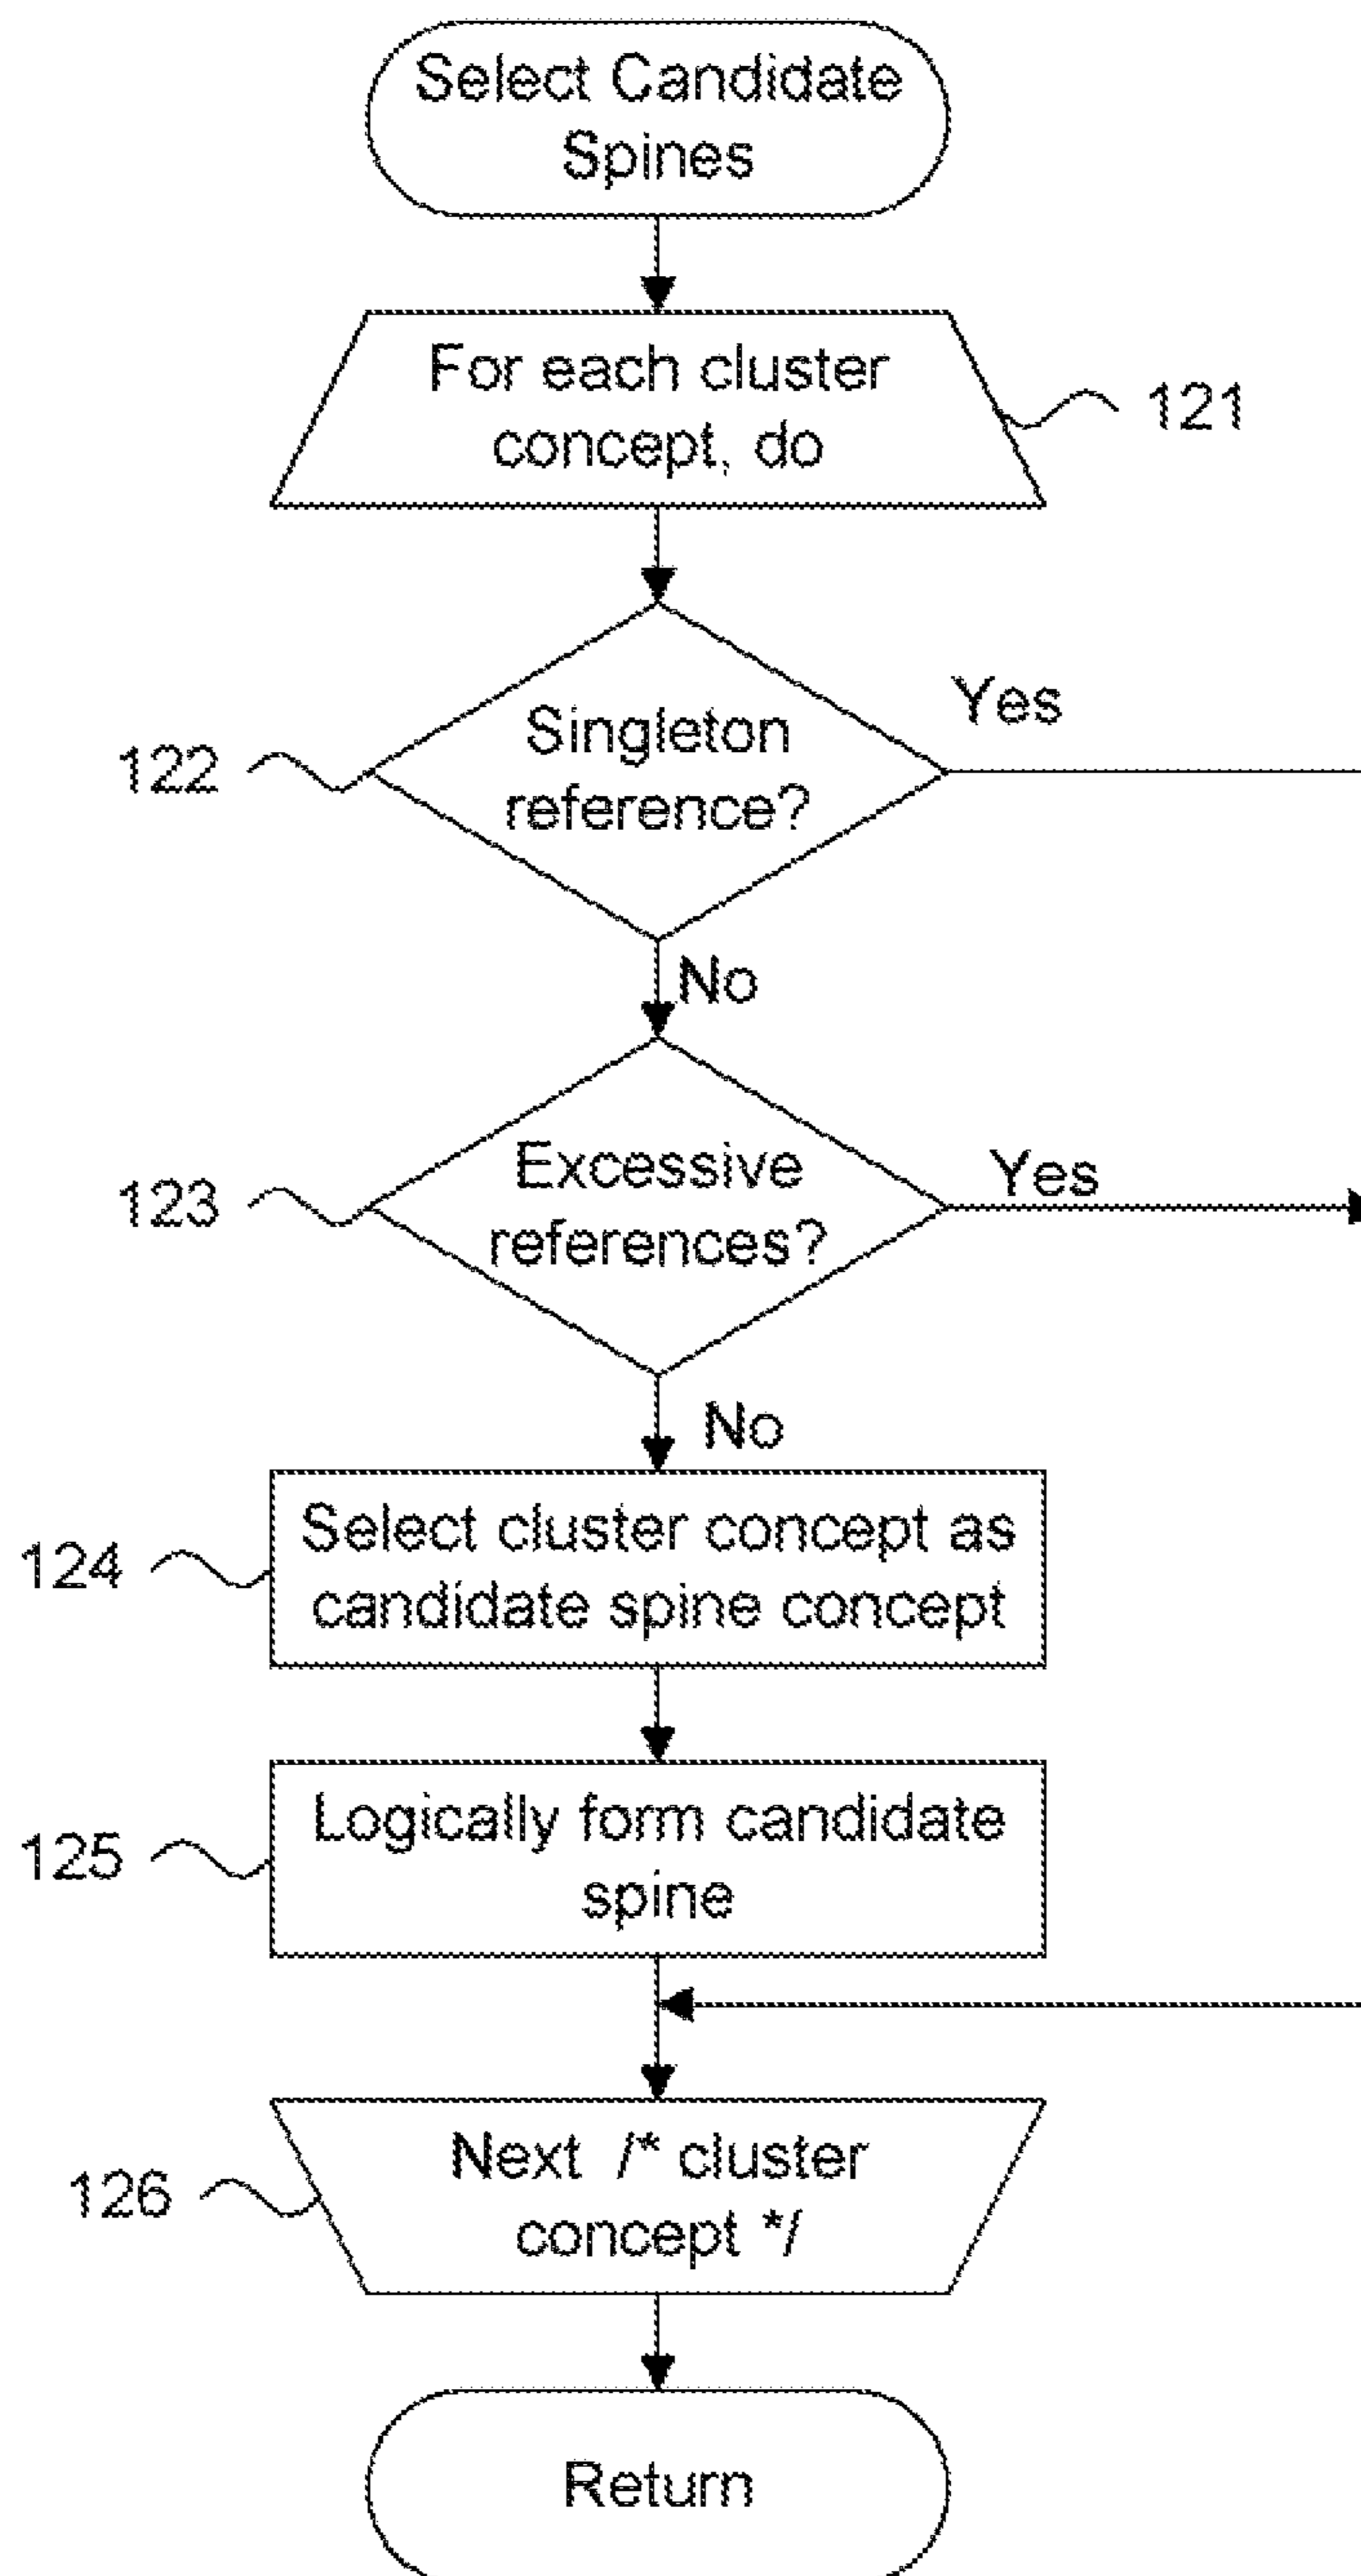 Select Candidate
Spines
For each cluster
concept, do
121
Singleton
reference?
Yes
122
No
Excessive
references?
Yes
123
No
Select cluster concept as
candidate spine concept
124
Logically form candidate
spine
125
Next /* cluster
concept */
126
Return